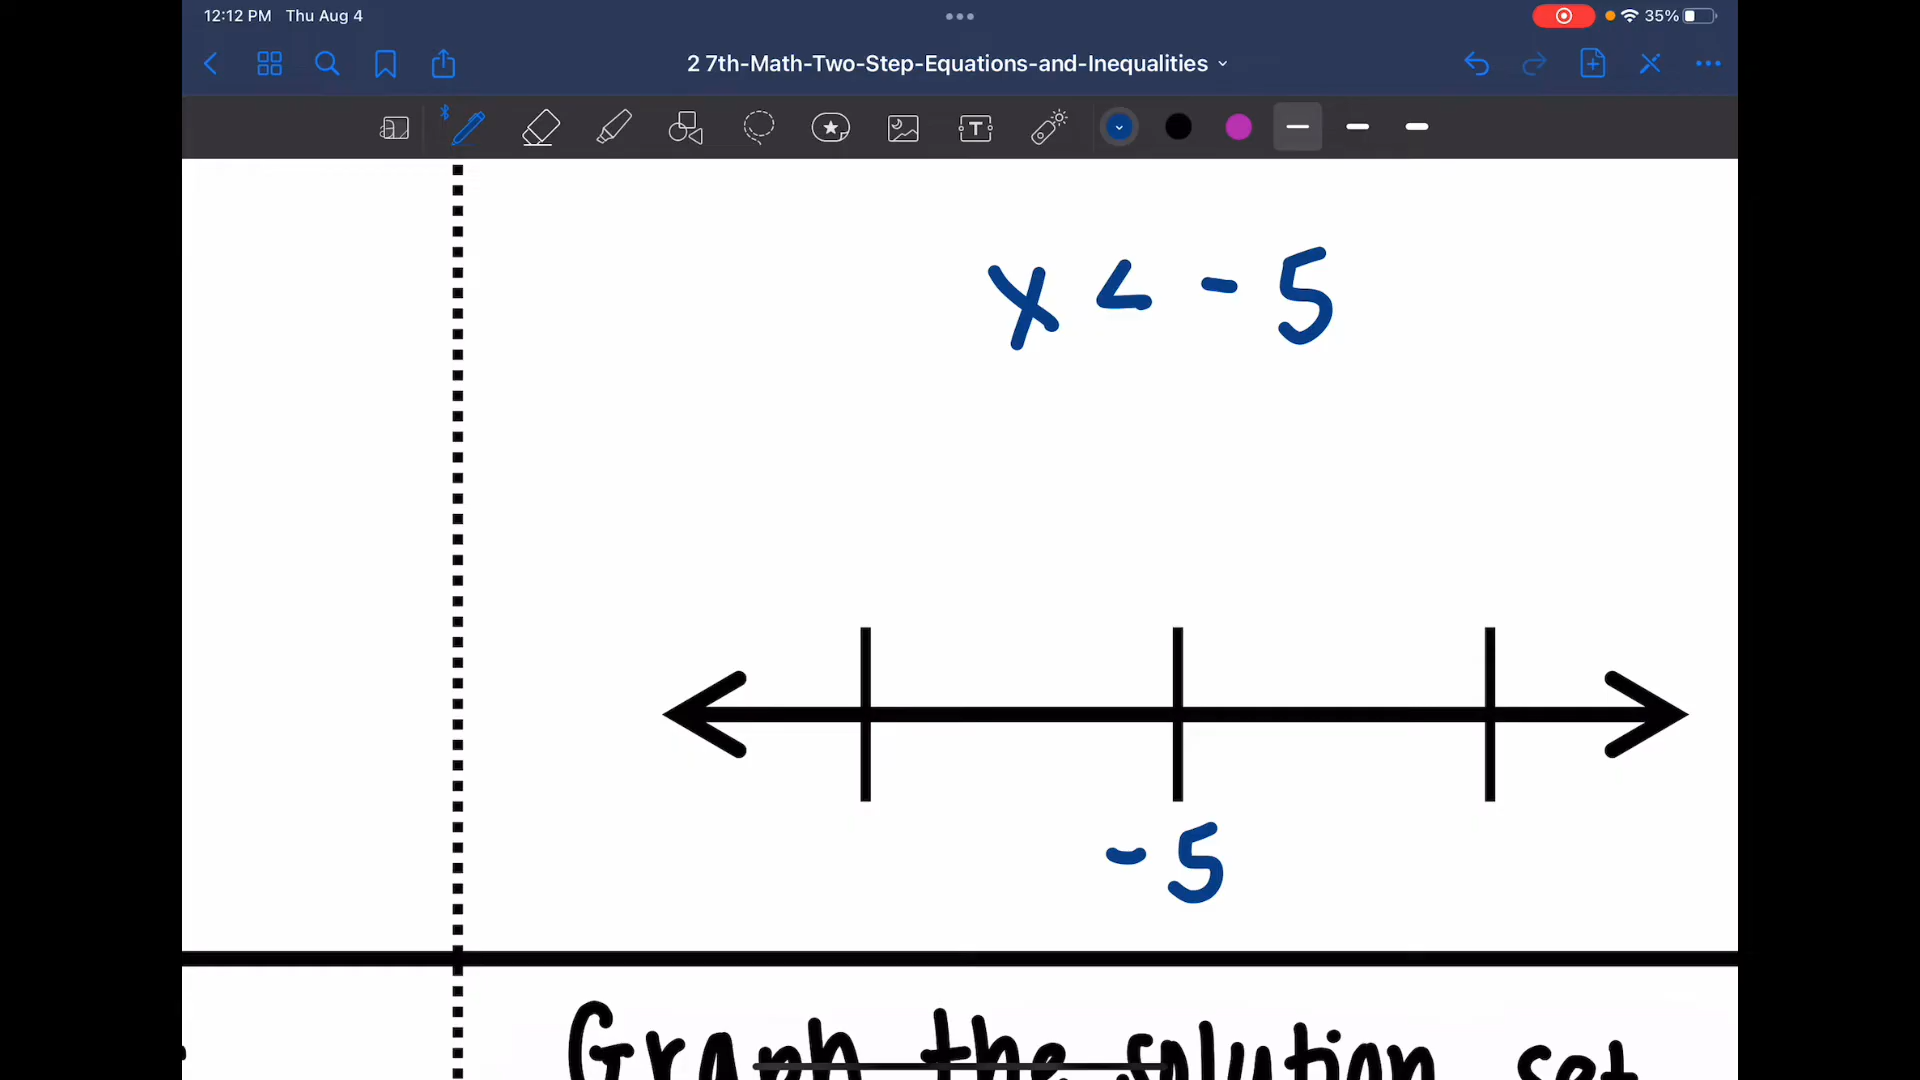 12:12 PM Thu Aug 4
35%
2 7th-Math-Two-Step-Equations-and-Inequalities
T
x < - 5
- 5
Graph the solution set